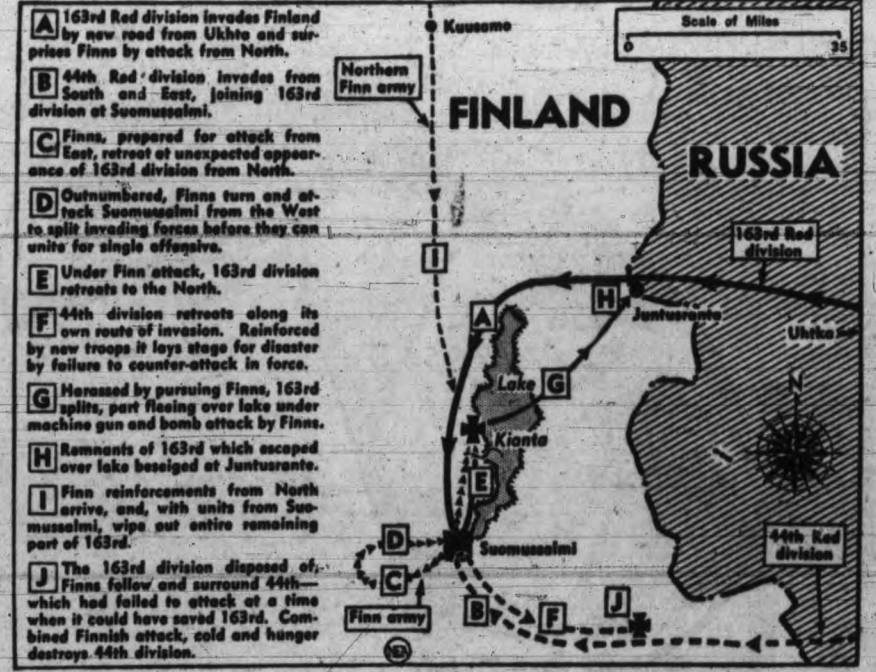 A 163rd Red division invades Finland
by new road from Ukhta and sur-
prises Finns by attack from North.
B 44th Red division invades from
South and East, joining 163rd
division at Suomussalmi.
C Finns, prepared for attack from
East, retreat at unexpected appear-
ance of 163rd division from North.
D Outnumbered, Finns turn and at-
tack Suomussalmi from the West
to split invading forces before they can
unite for single offensive.
E Under Finn attack, 163rd division
retreats to the North.
F 44th division retreats along its
own route of invasion. Reinforced
by new troops it lays stage for disaster
by failure to counter-attack in force.
G Harassed by pursuing Finns, 163rd
splits, part fleeing over lake under
machine gun and bomb attack by Finns.
H Remnants of 163rd which escaped
over lake beseiged at Juntusranta.
I Finn reinforcements from North
arrive, and, with units from Suo-
mussalmi, wipe out entire remaining
part of 163rd.
J The 163rd division disposed of,
Finns follow and surround 44th—
which had failed to attack at a time
when it could have saved 163rd. Com-
bined Finnish attack, cold and hunger
destroys 44th division.
Kuusamo
Scale of Miles
0 35
Northern
Finn army
FINLAND
RUSSIA
163rd Red
division
I
H
Juntusranta
A
Uhtka
Lake
G
N
Kianta
E
D
Suomussalmi
44th Red
division
C
Finn army
B
F
J
NEA